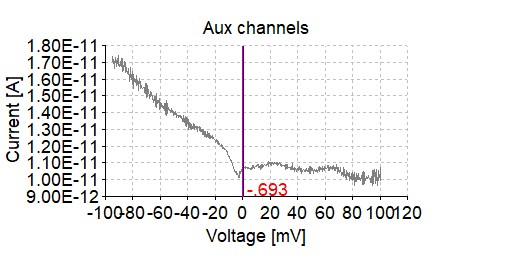 Aux channels
1.80E-11
1.70E-11
1.60E-11
1.50E-11
1.40E-11
1.30E-11
1.20E-11
1.10E-11
1.00E-11
9.00E-12
Current [A]
-.693
-100 -80 -60 -40 -20 0 20 40 60 80 100 120
Voltage [mV]